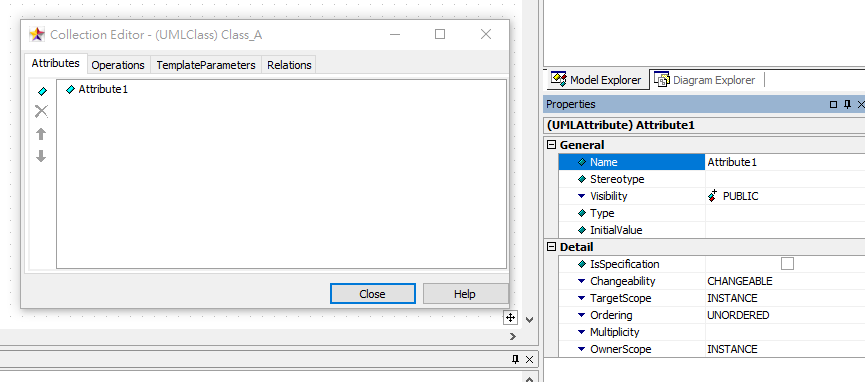 Collection Editor - (UMLClass) Class_A
Attributes Operations TemplateParameters Relations
Attribute1
Close Help
Model Explorer Diagram Explorer
Properties
(UMLAttribute) Attribute1
General
Name Attribute1
Stereotype
Visibility PUBLIC
Type
InitialValue
Detail
IsSpecification
Changeability CHANGEABLE
TargetScope INSTANCE
Ordering UNORDERED
Multiplicity
OwnerScope INSTANCE